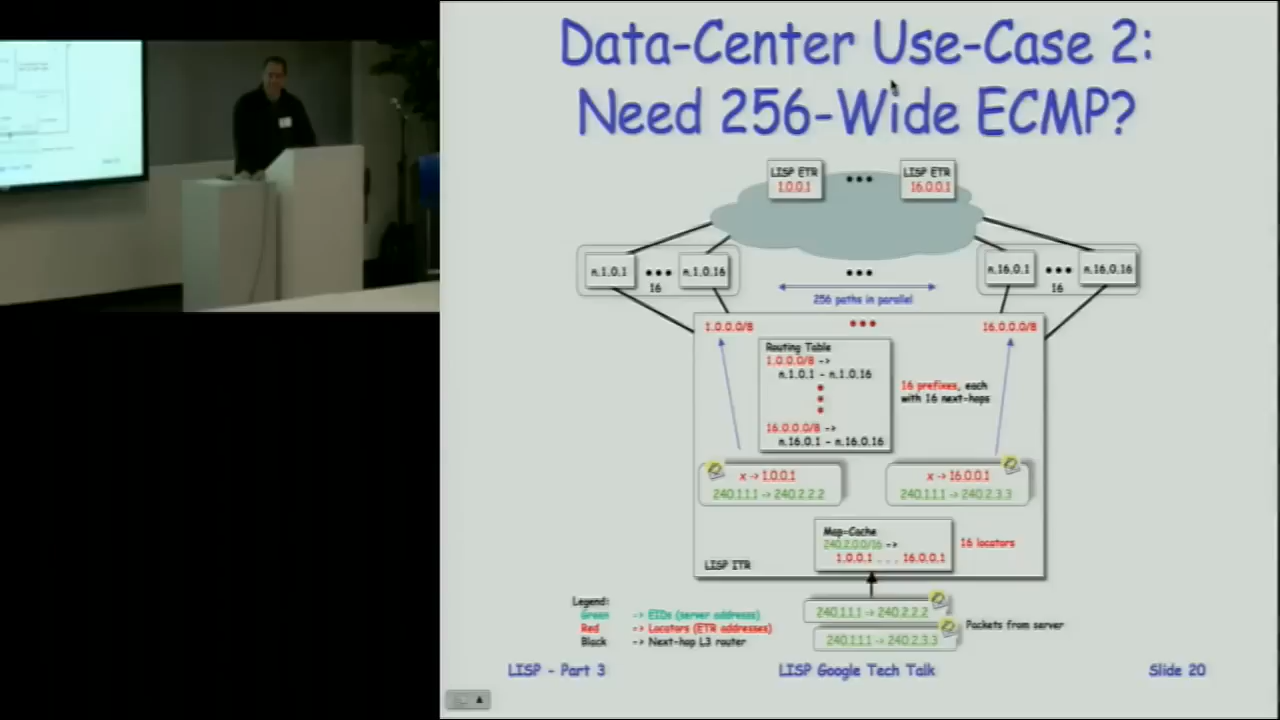 Data-Center Use-Case 2:
Need 256-Wide ECMP?
LISP ETR
1.0.0.1
LISP ETR
16.0.0.1
n.1.0.1
n.1.0.16
16
n.16.0.1
n.16.0.16
16
256 paths in parallel
1.0.0.0/8
16.0.0.0/8
Routing Table
1.0.0.0/8 ->
n.1.0.1 - n.1.0.16
16.0.0.0/8 ->
n.16.0.1 - n.16.0.16
16 prefixes, each
with 16 next-hops
x -> 1.0.0.1
240.1.1.1 -> 240.2.2.2
x -> 16.0.0.1
240.1.1.1 -> 240.2.3.3
Map-Cache
240.2.0.0/16 ->
1.0.0.1 . . . 16.0.0.1
16 locators
LISP ITR
240.1.1.1 -> 240.2.2.2
240.1.1.1 -> 240.2.3.3
Packets from server
Legend:
Green -> EIDs (server addresses)
Red -> Locators (ETR addresses)
Black -> Next-hop L3 router
LISP - Part 3
LISP Google Tech Talk
Slide 20